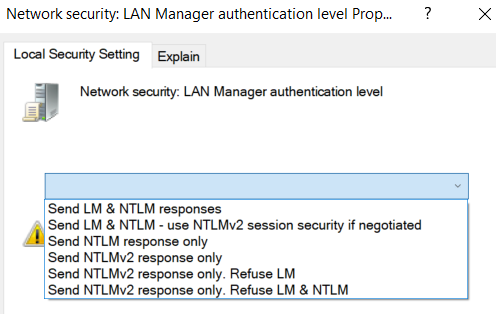 Network security: LAN Manager authentication level Prop... ? ✕
Local Security Setting Explain
Network security: LAN Manager authentication level
Send LM & NTLM responses
Send LM & NTLM - use NTLMv2 session security if negotiated
Send NTLM response only
Send NTLMv2 response only
Send NTLMv2 response only. Refuse LM
Send NTLMv2 response only. Refuse LM & NTLM